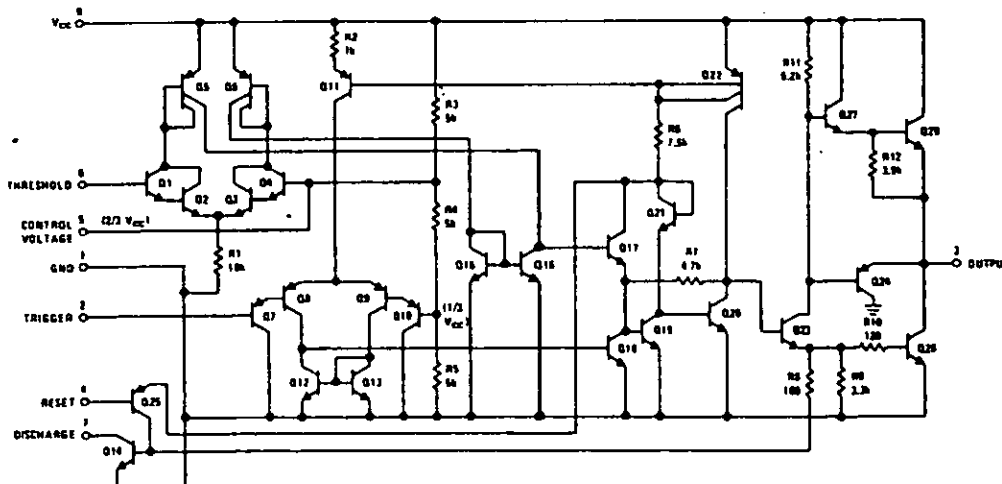 8
VCC
R2
1k
R11
6.2k
Q5
Q6
Q11
Q22
Q27
Q28
R3
5k
R6
7.5k
R12
3.9k
6
THRESHOLD
Q1
Q2
Q3
Q4
5
CONTROL
VOLTAGE
(2/3 VCC)
R4
5k
Q21
1
GND
R1
10k
Q15
Q16
Q17
R7
4.7k
3
OUTPUT
Q24
2
TRIGGER
Q7
Q8
Q9
Q10
(1/3
VCC)
Q18
Q19
Q20
Q23
R10
Q26
R5
5k
Q12
Q13
R9
100
R8
3.3k
RESET
Q25
7
DISCHARGE
Q14